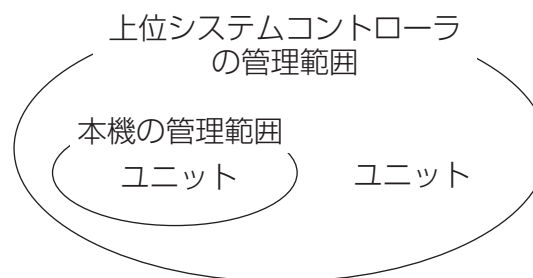 上位システムコントローラ
の管理範囲
本機の管理範囲
ユニット
ユニット